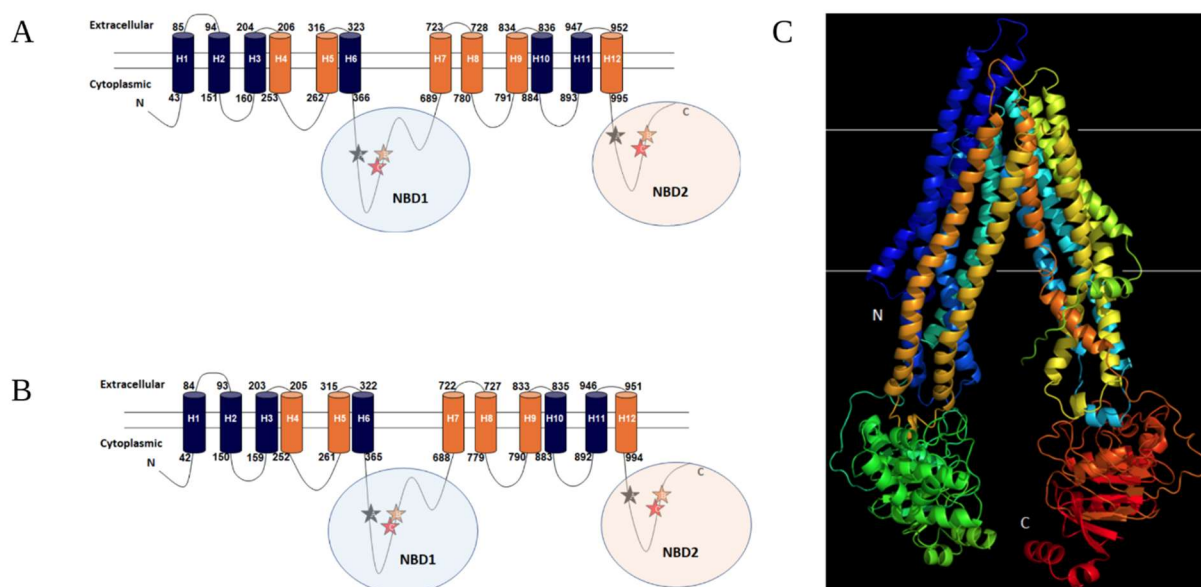 A
Extracellular
85 94 204 206 316 323 723 728 834 836 947 952
H1 H2 H3 H4 H5 H6 H7 H8 H9 H10 H11 H12
Cytoplasmic
N
43 151 160 253 262 366 689 780 791 884 893 995
C
NBD1
NBD2
B
Extracellular
84 93 203 205 315 322 722 727 833 835 946 951
H1 H2 H3 H4 H5 H6 H7 H8 H9 H10 H11 H12
Cytoplasmic
N
42 150 159 252 261 365 688 779 790 883 892 994
C
NBD1
NBD2
C
N
C